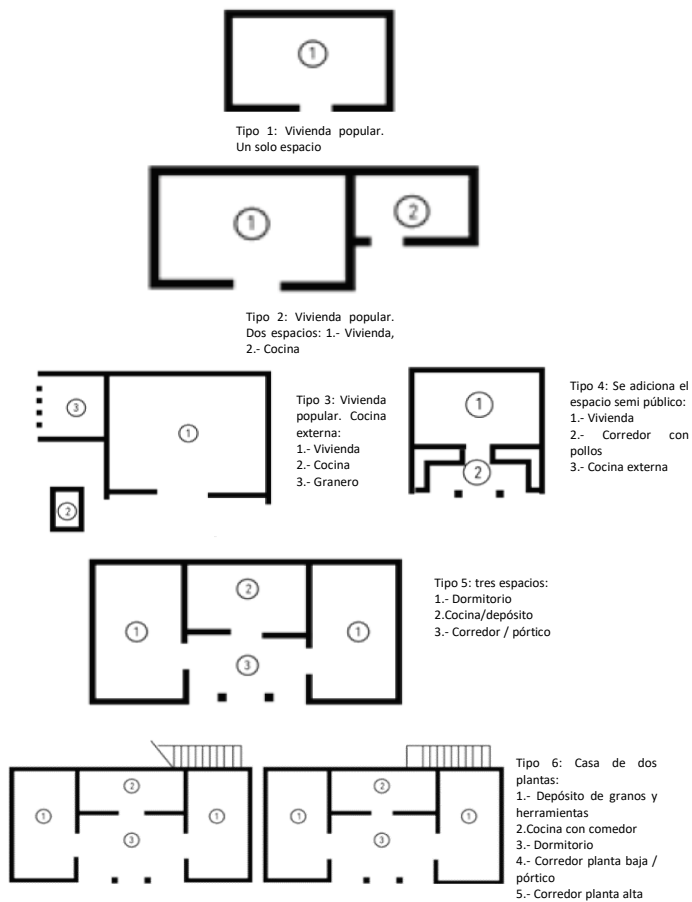 1
Tipo 1: Vivienda popular.
Un solo espacio
1
2
Tipo 2: Vivienda popular.
Dos espacios: 1.- Vivienda,
2.- Cocina
3
1
2
Tipo 3: Vivienda
popular. Cocina
externa:
1.- Vivienda
2.- Cocina
3.- Granero
1
2
Tipo 4: Se adiciona el
espacio semi público:
1.- Vivienda
2.- Corredor con
pollos
3.- Cocina externa
1
2
1
3
Tipo 5: tres espacios:
1.- Dormitorio
2.Cocina/depósito
3.- Corredor / pórtico
1
2
1
3
1
2
1
3
Tipo 6: Casa de dos
plantas:
1.- Depósito de granos y
herramientas
2.Cocina con comedor
3.- Dormitorio
4.- Corredor planta baja /
pórtico
5.- Corredor planta alta